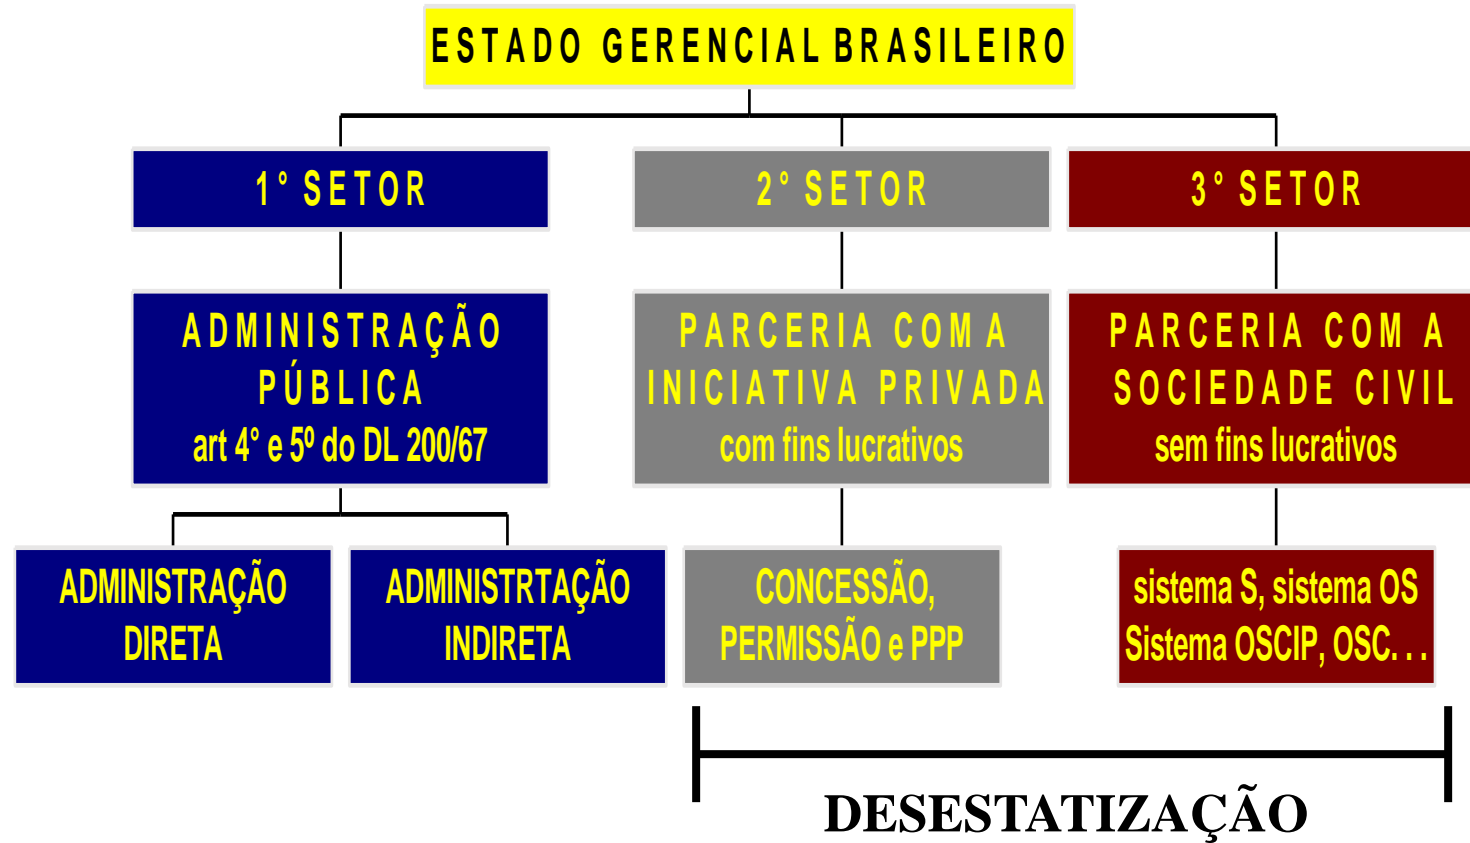 ESTADO GERENCIAL BRASILEIRO
1° SETOR
2° SETOR
3° SETOR
ADMINISTRAÇÃO
PÚBLICA
art 4° e 5º do DL 200/67
PARCERIA COM A
INICIATIVA PRIVADA
com fins lucrativos
PARCERIA COM A
SOCIEDADE CIVIL
sem fins lucrativos
ADMINISTRAÇÃO
DIRETA
ADMINISTRTAÇÃO
INDIRETA
CONCESSÃO,
PERMISSÃO e PPP
sistema S, sistema OS
Sistema OSCIP, OSC. . .
DESESTATIZAÇÃO